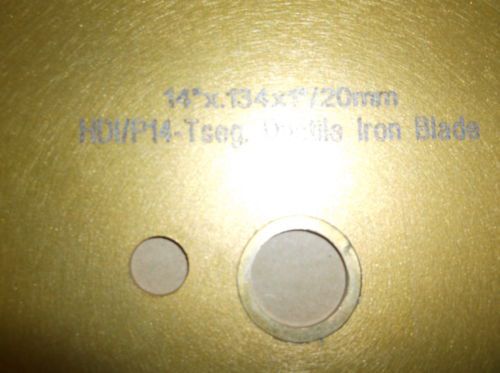 14"x.134x1"/20mm
HDI/P14-Tseg. Ductile Iron Blade